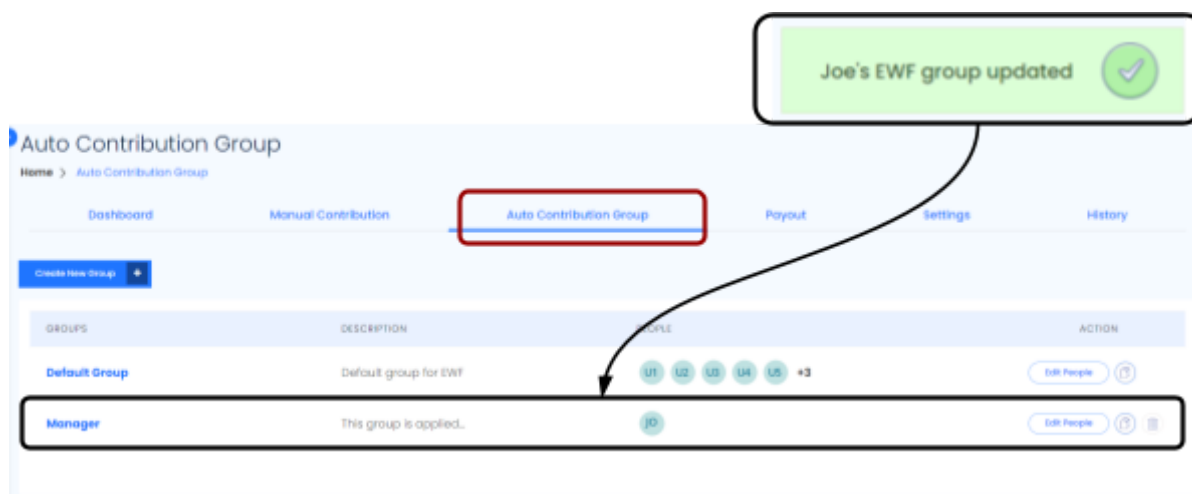 Joe's EWF group updated
Auto Contribution Group
Home > Auto Contribution Group
Dashboard Manual Contribution Auto Contribution Group Payout Settings History
Create New Group +
GROUPS DESCRIPTION PEOPLE ACTION
Default Group Default group for EWF U1 U2 U3 U4 U5 +3 Edit People
Manager This group is applied... JO Edit People